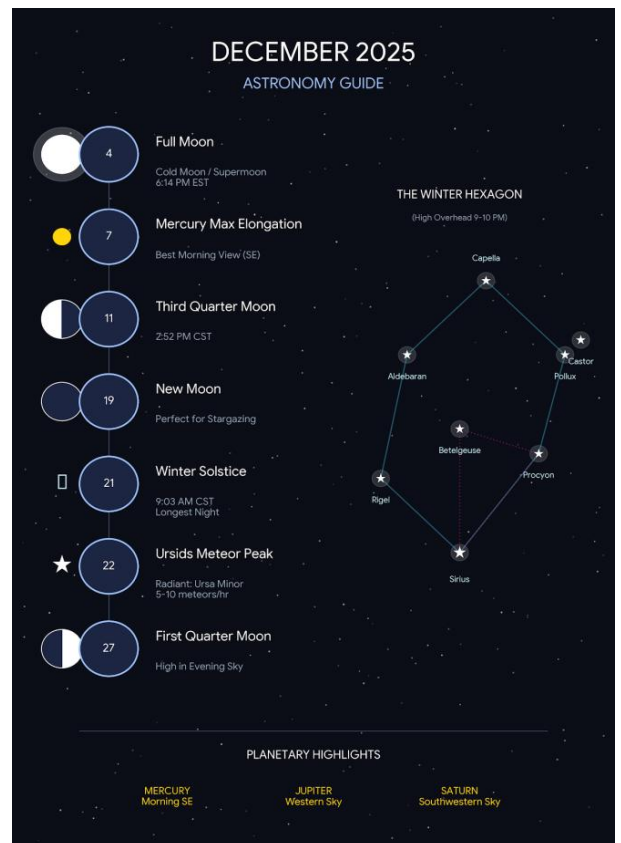 DECEMBER 2025
ASTRONOMY GUIDE
4
Full Moon
Cold Moon / Supermoon
6:14 PM EST
7
Mercury Max Elongation
Best Morning View (SE)
11
Third Quarter Moon
2:52 PM CST
19
New Moon
Perfect for Stargazing
21
Winter Solstice
9:03 AM CST
Longest Night
22
Ursids Meteor Peak
Radiant: Ursa Minor
5-10 meteors/hr
27
First Quarter Moon
High in Evening Sky
THE WINTER HEXAGON
(High Overhead 9-10 PM)
Capella
Castor
Aldebaran
Pollux
Betelgeuse
Procyon
Rigel
Sirius
PLANETARY HIGHLIGHTS
MERCURY
Morning SE
JUPITER
Western Sky
SATURN
Southwestern Sky